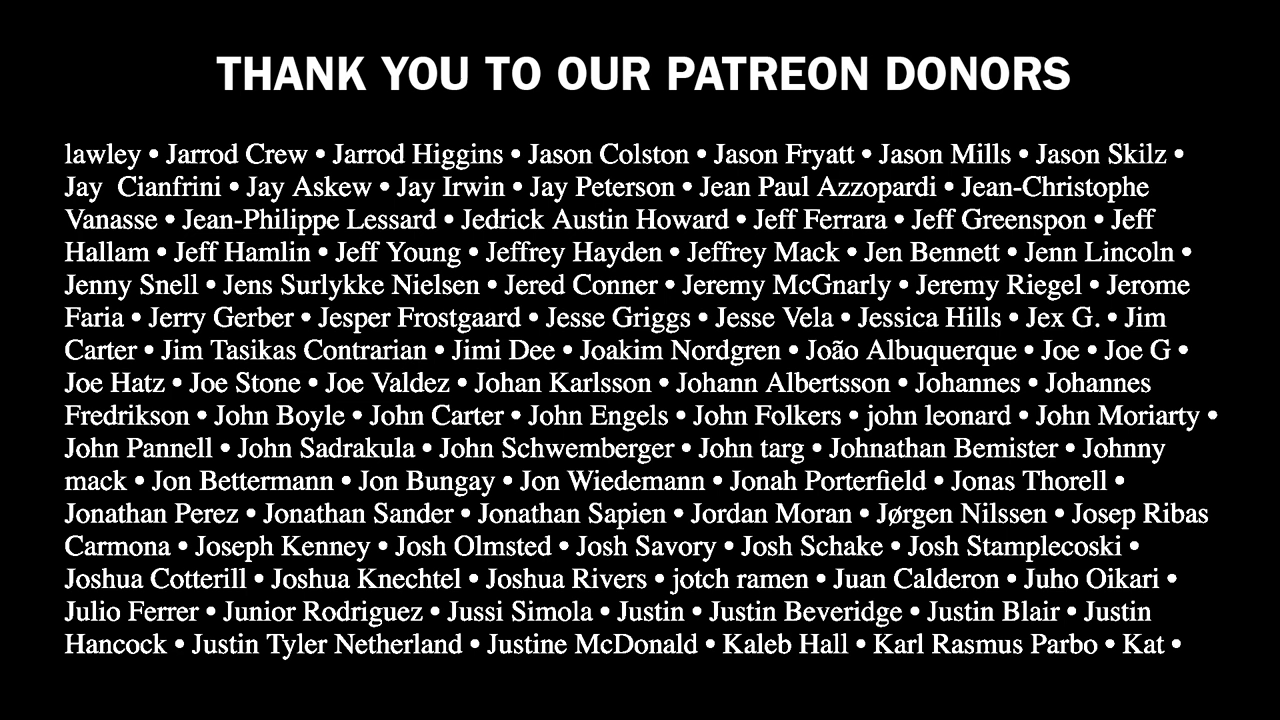 THANK YOU TO OUR PATREON DONORS
lawley • Jarrod Crew • Jarrod Higgins • Jason Colston • Jason Fryatt • Jason Mills • Jason Skilz •
Jay  Cianfrini • Jay Askew • Jay Irwin • Jay Peterson • Jean Paul Azzopardi • Jean-Christophe
Vanasse • Jean-Philippe Lessard • Jedrick Austin Howard • Jeff Ferrara • Jeff Greenspon • Jeff
Hallam • Jeff Hamlin • Jeff Young • Jeffrey Hayden • Jeffrey Mack • Jen Bennett • Jenn Lincoln •
Jenny Snell • Jens Surlykke Nielsen • Jered Conner • Jeremy McGnarly • Jeremy Riegel • Jerome
Faria • Jerry Gerber • Jesper Frostgaard • Jesse Griggs • Jesse Vela • Jessica Hills • Jex G. • Jim
Carter • Jim Tasikas Contrarian • Jimi Dee • Joakim Nordgren • João Albuquerque • Joe • Joe G •
Joe Hatz • Joe Stone • Joe Valdez • Johan Karlsson • Johann Albertsson • Johannes • Johannes
Fredrikson • John Boyle • John Carter • John Engels • John Folkers • john leonard • John Moriarty •
John Pannell • John Sadrakula • John Schwemberger • John targ • Johnathan Bemister • Johnny
mack • Jon Bettermann • Jon Bungay • Jon Wiedemann • Jonah Porterfield • Jonas Thorell •
Jonathan Perez • Jonathan Sander • Jonathan Sapien • Jordan Moran • Jørgen Nilssen • Josep Ribas
Carmona • Joseph Kenney • Josh Olmsted • Josh Savory • Josh Schake • Josh Stamplecoski •
Joshua Cotterill • Joshua Knechtel • Joshua Rivers • jotch ramen • Juan Calderon • Juho Oikari •
Julio Ferrer • Junior Rodriguez • Jussi Simola • Justin • Justin Beveridge • Justin Blair • Justin
Hancock • Justin Tyler Netherland • Justine McDonald • Kaleb Hall • Karl Rasmus Parbo • Kat •